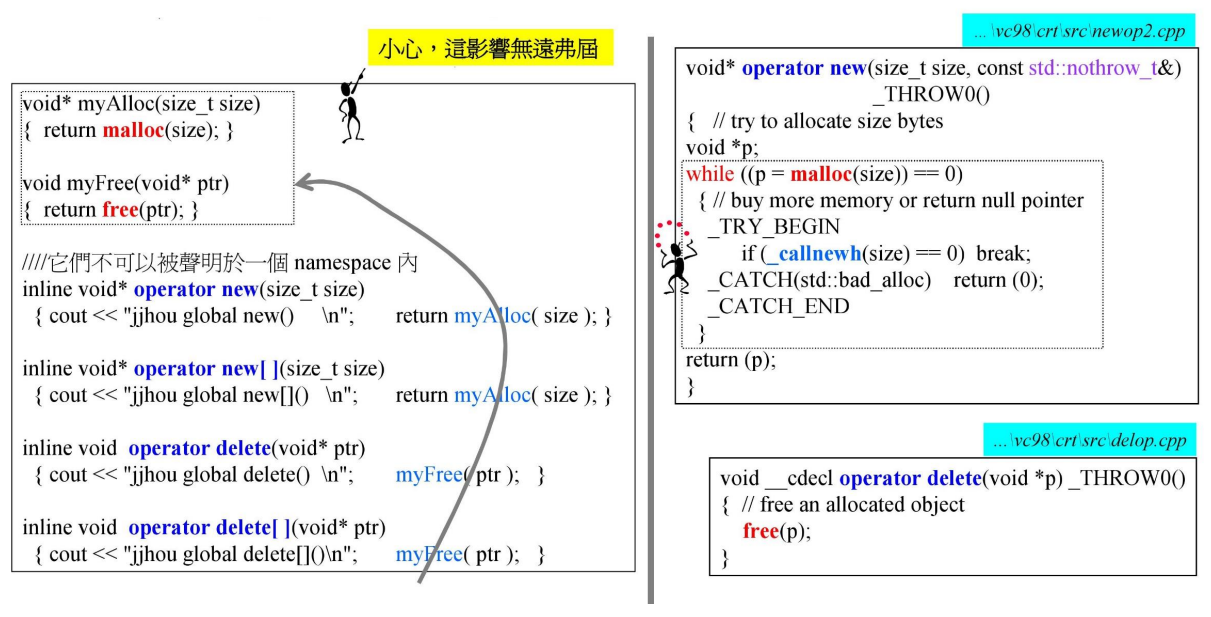 小心，這影響無遠弗屆
void* myAlloc(size_t size)
{ return malloc(size); }
void myFree(void* ptr)
{ return free(ptr); }
////它們不可以被聲明於一個 namespace 內
inline void* operator new(size_t size)
{ cout << "jjhou global new() \n"; return myAlloc( size ); }
inline void* operator new[ ](size_t size)
{ cout << "jjhou global new[]() \n"; return myAlloc( size ); }
inline void operator delete(void* ptr)
{ cout << "jjhou global delete() \n"; myFree( ptr ); }
inline void operator delete[ ](void* ptr)
{ cout << "jjhou global delete[]()\n"; myFree( ptr ); }
...\vc98\crt\src\newop2.cpp
void* operator new(size_t size, const std::nothrow_t&)
_THROW0()
{ // try to allocate size bytes
void *p;
while ((p = malloc(size)) == 0)
{ // buy more memory or return null pointer
_TRY_BEGIN
if (_callnewh(size) == 0) break;
_CATCH(std::bad_alloc) return (0);
_CATCH_END
}
return (p);
}
...\vc98\crt\src\delop.cpp
void __cdecl operator delete(void *p) _THROW0()
{ // free an allocated object
free(p);
}